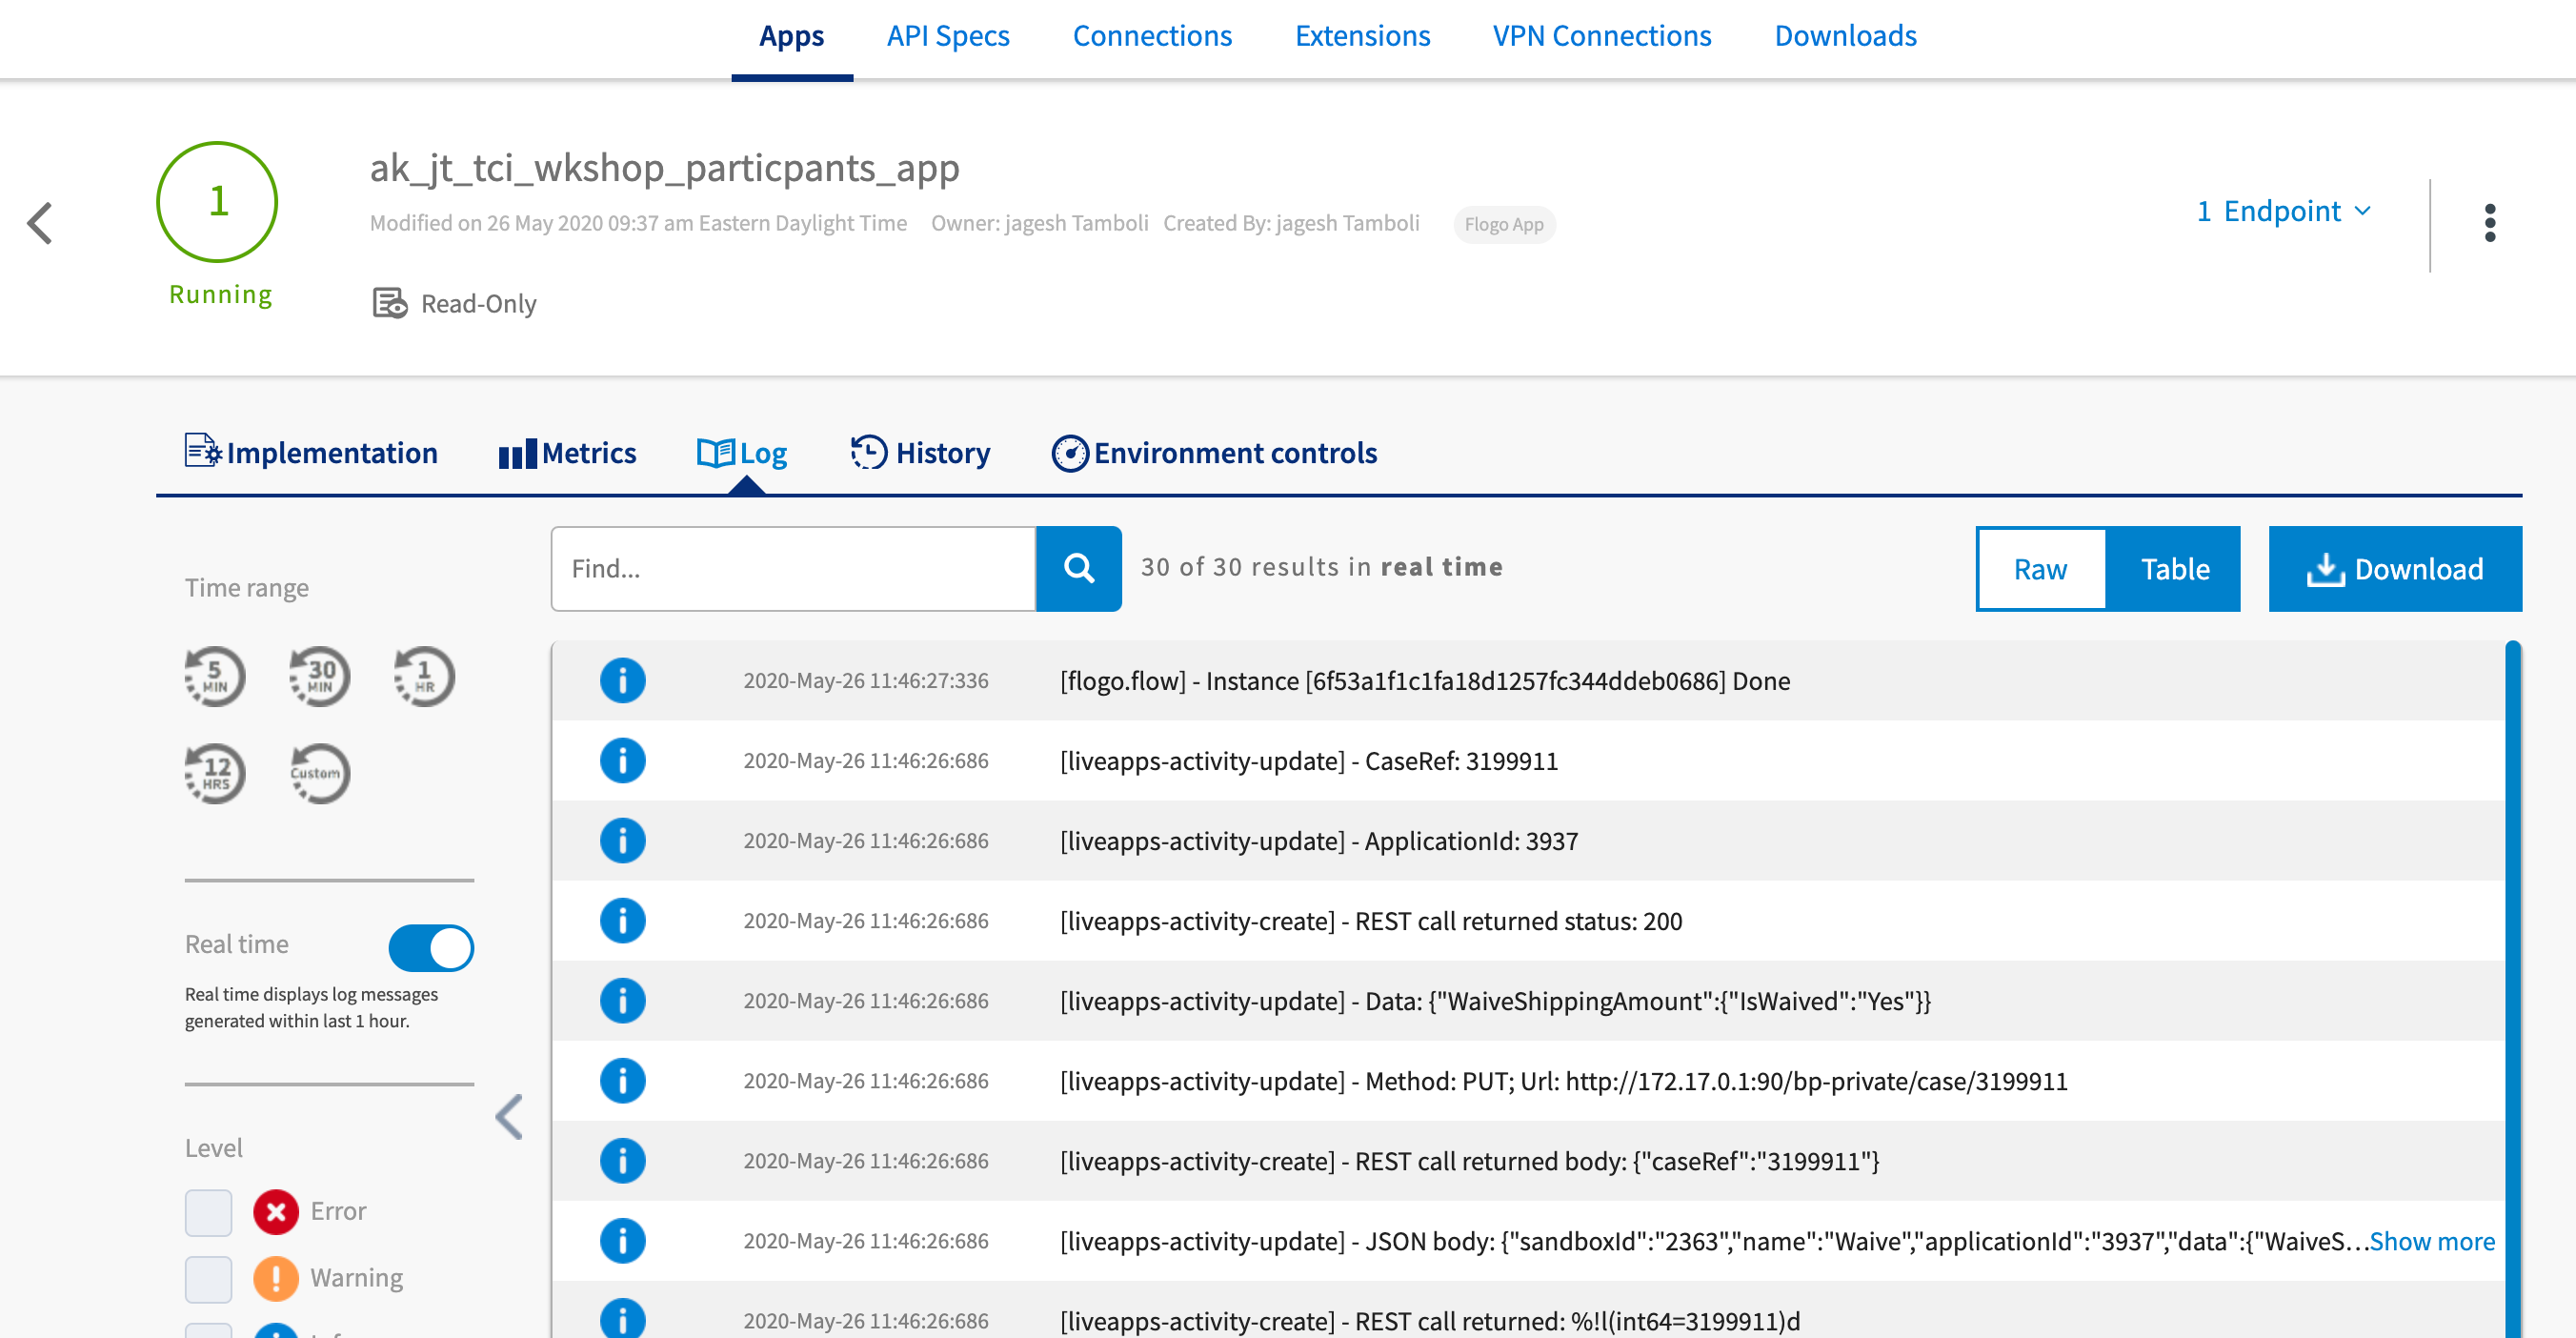 Apps API Specs Connections Extensions VPN Connections Downloads
1
Running
ak_jt_tci_wkshop_particpants_app
Modified on 26 May 2020 09:37 am Eastern Daylight Time Owner: jagesh Tamboli Created By: jagesh Tamboli Flogo App
Read-Only
1 Endpoint
Implementation Metrics Log History Environment controls
Find...
30 of 30 results in real time
Raw Table Download
Time range
5 MIN 30 MIN 1 HR
12 HRS Custom
Real time
Real time displays log messages
generated within last 1 hour.
Level
Error
Warning
2020-May-26 11:46:27:336 [flogo.flow] - Instance [6f53a1f1c1fa18d1257fc344ddeb0686] Done
2020-May-26 11:46:26:686 [liveapps-activity-update] - CaseRef: 3199911
2020-May-26 11:46:26:686 [liveapps-activity-update] - ApplicationId: 3937
2020-May-26 11:46:26:686 [liveapps-activity-create] - REST call returned status: 200
2020-May-26 11:46:26:686 [liveapps-activity-update] - Data: {"WaiveShippingAmount":{"IsWaived":"Yes"}}
2020-May-26 11:46:26:686 [liveapps-activity-update] - Method: PUT; Url: http://172.17.0.1:90/bp-private/case/3199911
2020-May-26 11:46:26:686 [liveapps-activity-create] - REST call returned body: {"caseRef":"3199911"}
2020-May-26 11:46:26:686 [liveapps-activity-update] - JSON body: {"sandboxId":"2363","name":"Waive","applicationId":"3937","data":{"WaiveS...Show more
2020-May-26 11:46:26:686 [liveapps-activity-create] - REST call returned: %!l(int64=3199911)d